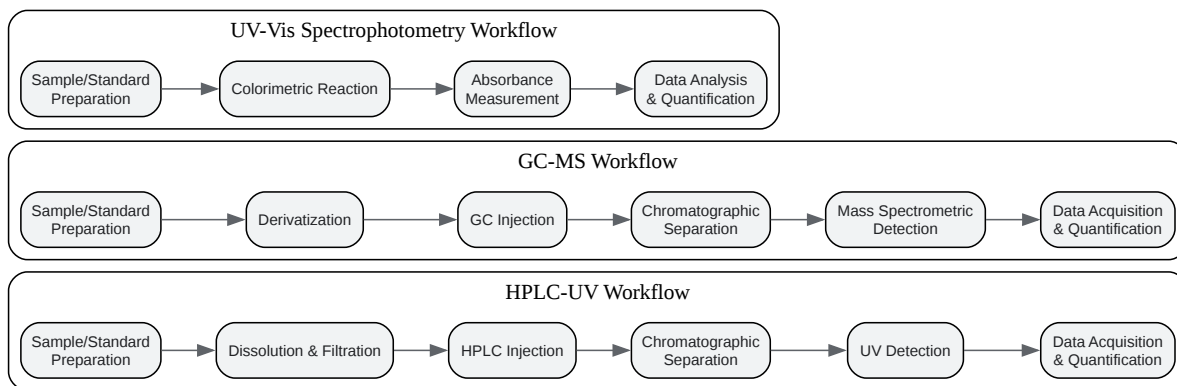 UV-Vis Spectrophotometry Workflow
Sample/Standard
Preparation
Colorimetric Reaction
Absorbance
Measurement
Data Analysis
& Quantification
GC-MS Workflow
Sample/Standard
Preparation
Derivatization
GC Injection
Chromatographic
Separation
Mass Spectrometric
Detection
Data Acquisition
& Quantification
HPLC-UV Workflow
Sample/Standard
Preparation
Dissolution & Filtration
HPLC Injection
Chromatographic
Separation
UV Detection
Data Acquisition
& Quantification